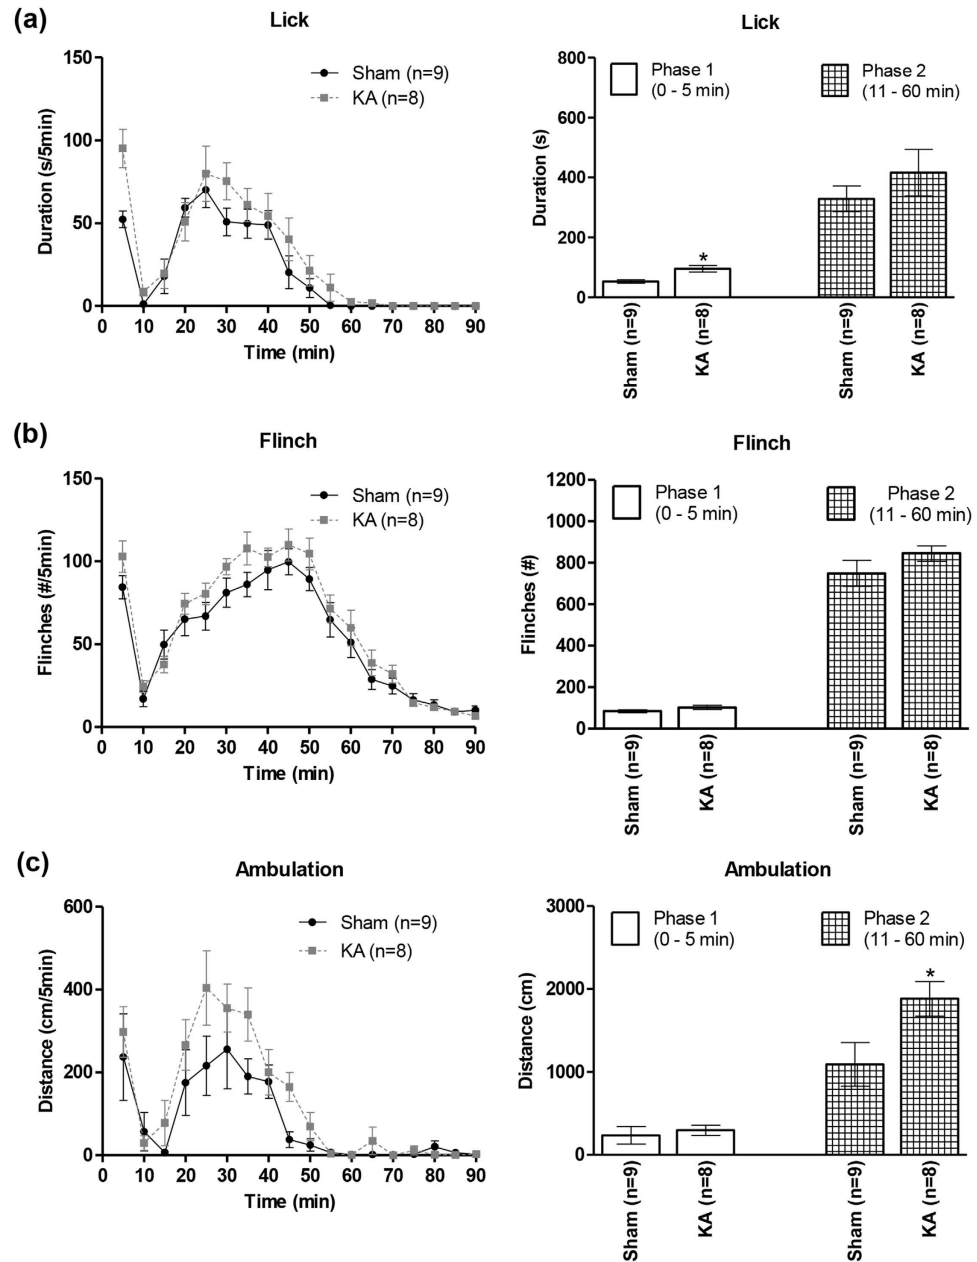 (a)
Lick
Duration (s/5min)
150
100
50
0
Sham (n=9)
KA (n=8)
0 10 20 30 40 50 60 70 80 90
Time (min)
Lick
Duration (s)
800
600
400
200
0
Phase 1
(0 - 5 min)
Phase 2
(11 - 60 min)
*
Sham (n=9)
KA (n=8)
Sham (n=9)
KA (n=8)
(b)
Flinch
Flinches (#/5min)
150
100
50
0
Sham (n=9)
KA (n=8)
0 10 20 30 40 50 60 70 80 90
Time (min)
Flinch
Flinches (#)
1200
1000
800
600
400
200
0
Phase 1
(0 - 5 min)
Phase 2
(11 - 60 min)
Sham (n=9)
KA (n=8)
Sham (n=9)
KA (n=8)
(c)
Ambulation
Distance (cm/5min)
600
400
200
0
Sham (n=9)
KA (n=8)
0 10 20 30 40 50 60 70 80 90
Time (min)
Ambulation
Distance (cm)
3000
2000
1000
0
Phase 1
(0 - 5 min)
Phase 2
(11 - 60 min)
*
Sham (n=9)
KA (n=8)
Sham (n=9)
KA (n=8)